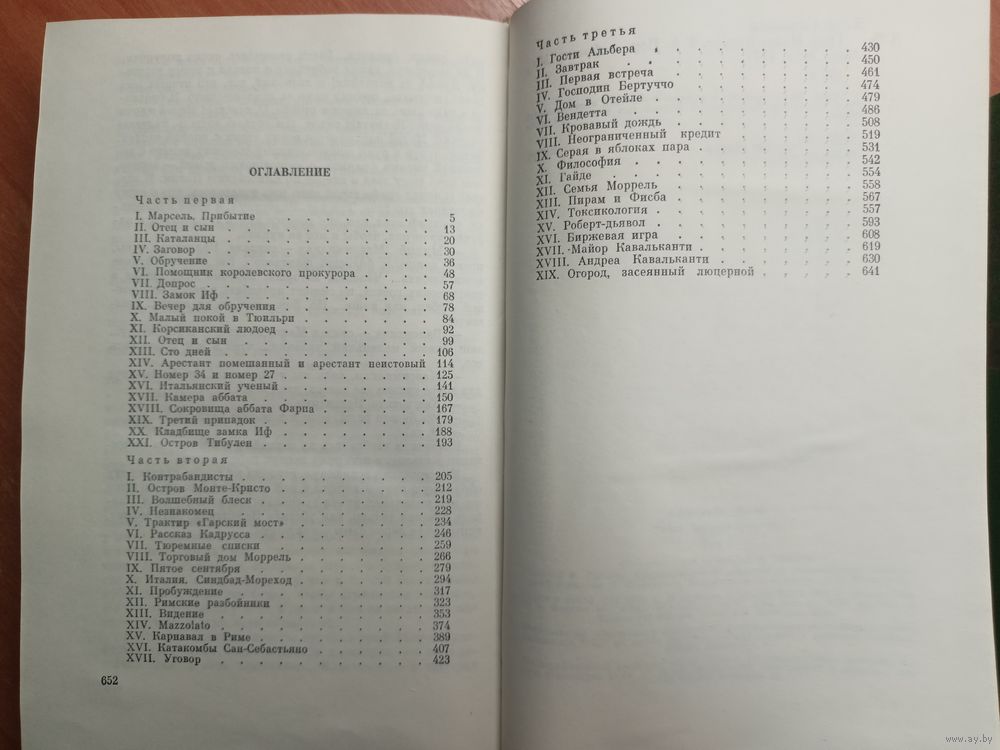 ОГЛАВЛЕНИЕ
Часть первая
I. Марсель. Прибытие 5
II. Отец и сын 13
III. Каталанцы 20
IV. Заговор 30
V. Обручение 36
VI. Помощник королевского прокурора 48
VII. Допрос 57
VIII. Замок Иф 68
IX. Вечер дня обручения 78
X. Малый покой в Тюильри 84
XI. Корсиканский людоед 92
XII. Отец и сын 99
XIII. Сто дней 106
XIV. Арестант помешанный и арестант неистовый 114
XV. Номер 34 и номер 27 125
XVI. Итальянский ученый 141
XVII. Камера аббата 150
XVIII. Сокровища аббата Фариа 167
XIX. Третий припадок 179
XX. Кладбище замка Иф 188
XXI. Остров Тибулен 193
Часть вторая
I. Контрабандисты 205
II. Остров Монте-Кристо 212
III. Волшебный блеск 219
IV. Незнакомец 228
V. Трактир «Гарский мост» 234
VI. Рассказ Кадрусса 246
VII. Тюремные списки 259
VIII. Торговый дом Моррель 266
IX. Пятое сентября 279
X. Италия. Синдбад-Мореход 294
XI. Пробуждение 317
XII. Римские разбойники 323
XIII. Видение 353
XIV. Mazzolato 374
XV. Карнавал в Риме 389
XVI. Катакомбы Сан-Себастьяно 407
XVII. Уговор 423
652
Часть третья
I. Гости Альбера 430
II. Завтрак 450
III. Первая встреча 461
IV. Господин Бертуччо 474
V. Дом в Отейле 479
VI. Вендетта 486
VII. Кровавый дождь 508
VIII. Неограниченный кредит 519
IX. Серая в яблоках пара 531
X. Философия 542
XI. Гайде 554
XII. Семья Моррель 558
XIII. Пирам и Фисба 567
XIV. Токсикология 557
XV. Роберт-дьявол 593
XVI. Биржевая игра 608
XVII. Майор Кавальканти 619
XVIII. Андреа Кавальканти 630
XIX. Огород, засеянный люцерной 641
www.ay.by